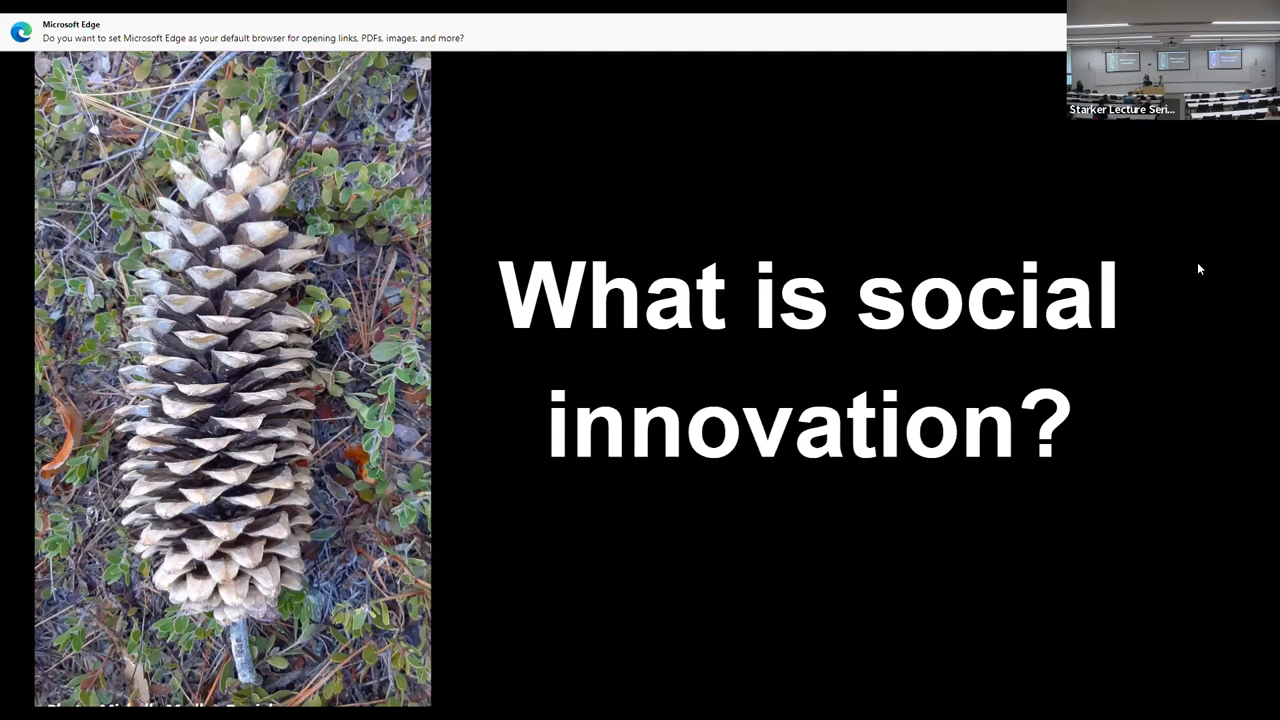 Microsoft Edge
Do you want to set Microsoft Edge as your default browser for opening links, PDFs, images, and more?
Starker Lecture Seri...
What is social
innovation?